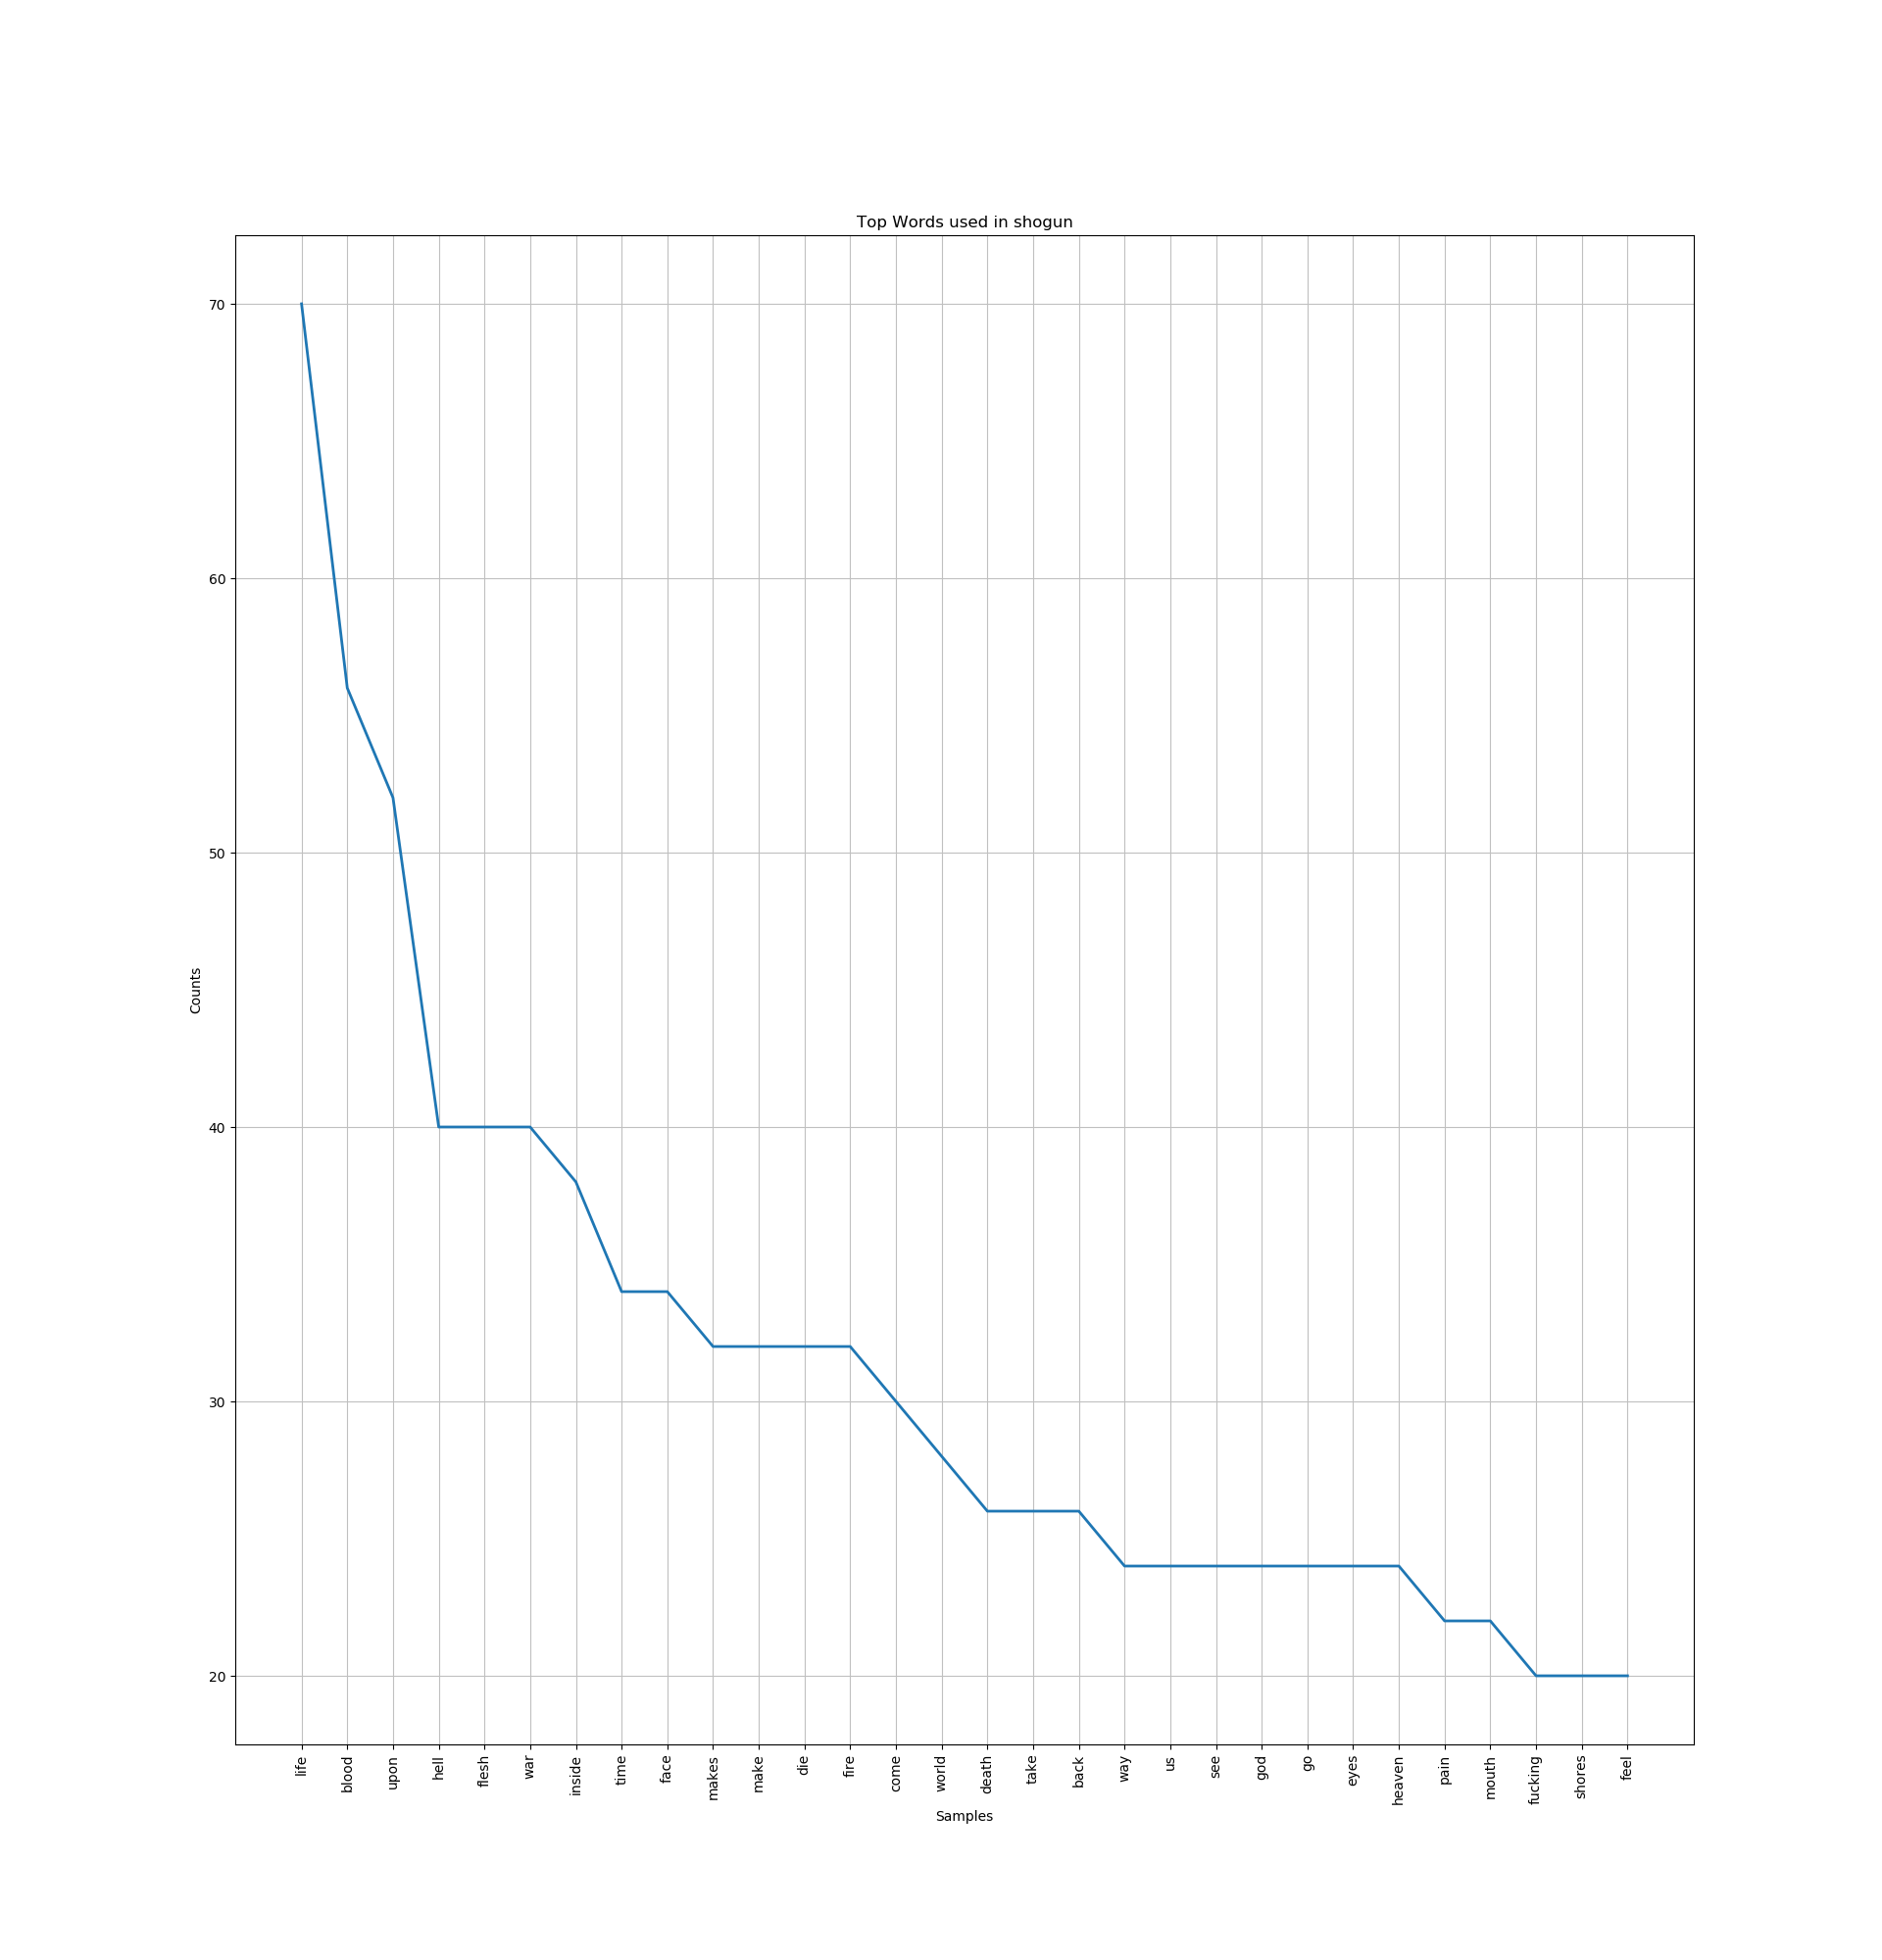 Top Words used in shogun
70
60
50
40
30
20
Counts
life
blood
upon
hell
flesh
war
inside
time
face
makes
make
die
fire
come
world
death
take
back
way
us
see
god
go
eyes
heaven
pain
mouth
fucking
shores
feel
Samples